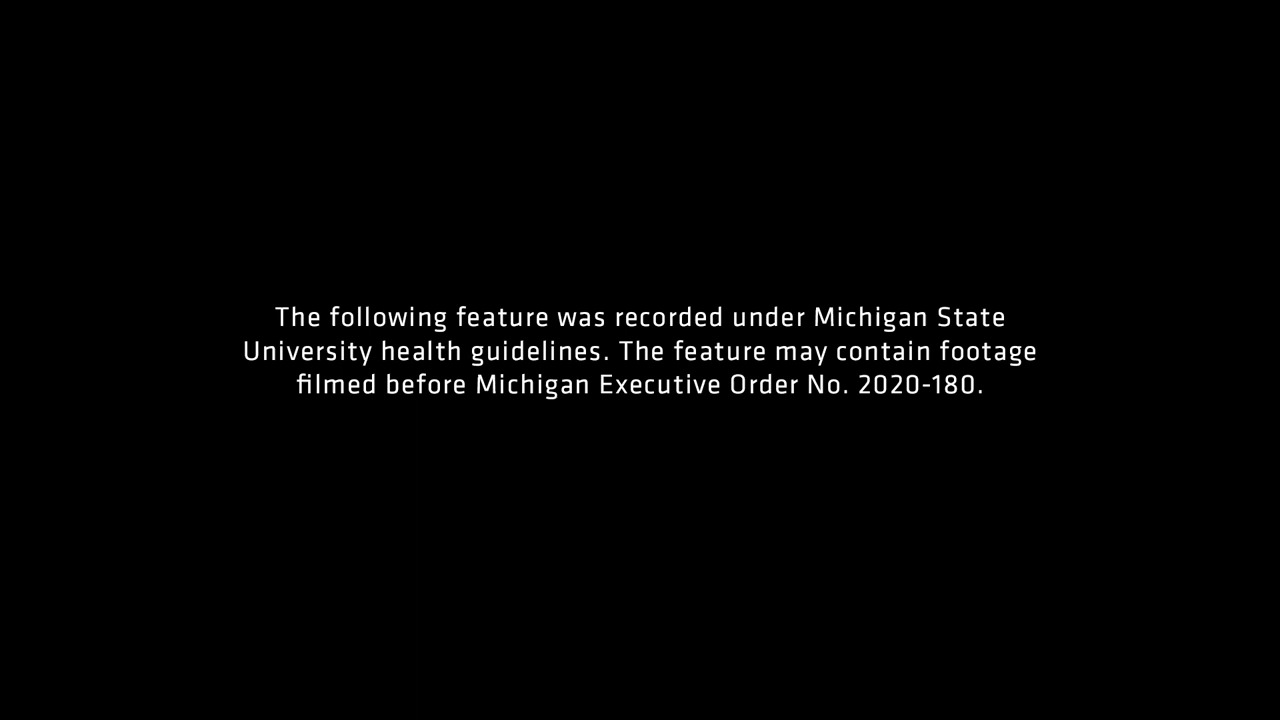 The following feature was recorded under Michigan State
University health guidelines. The feature may contain footage
filmed before Michigan Executive Order No. 2020-180.